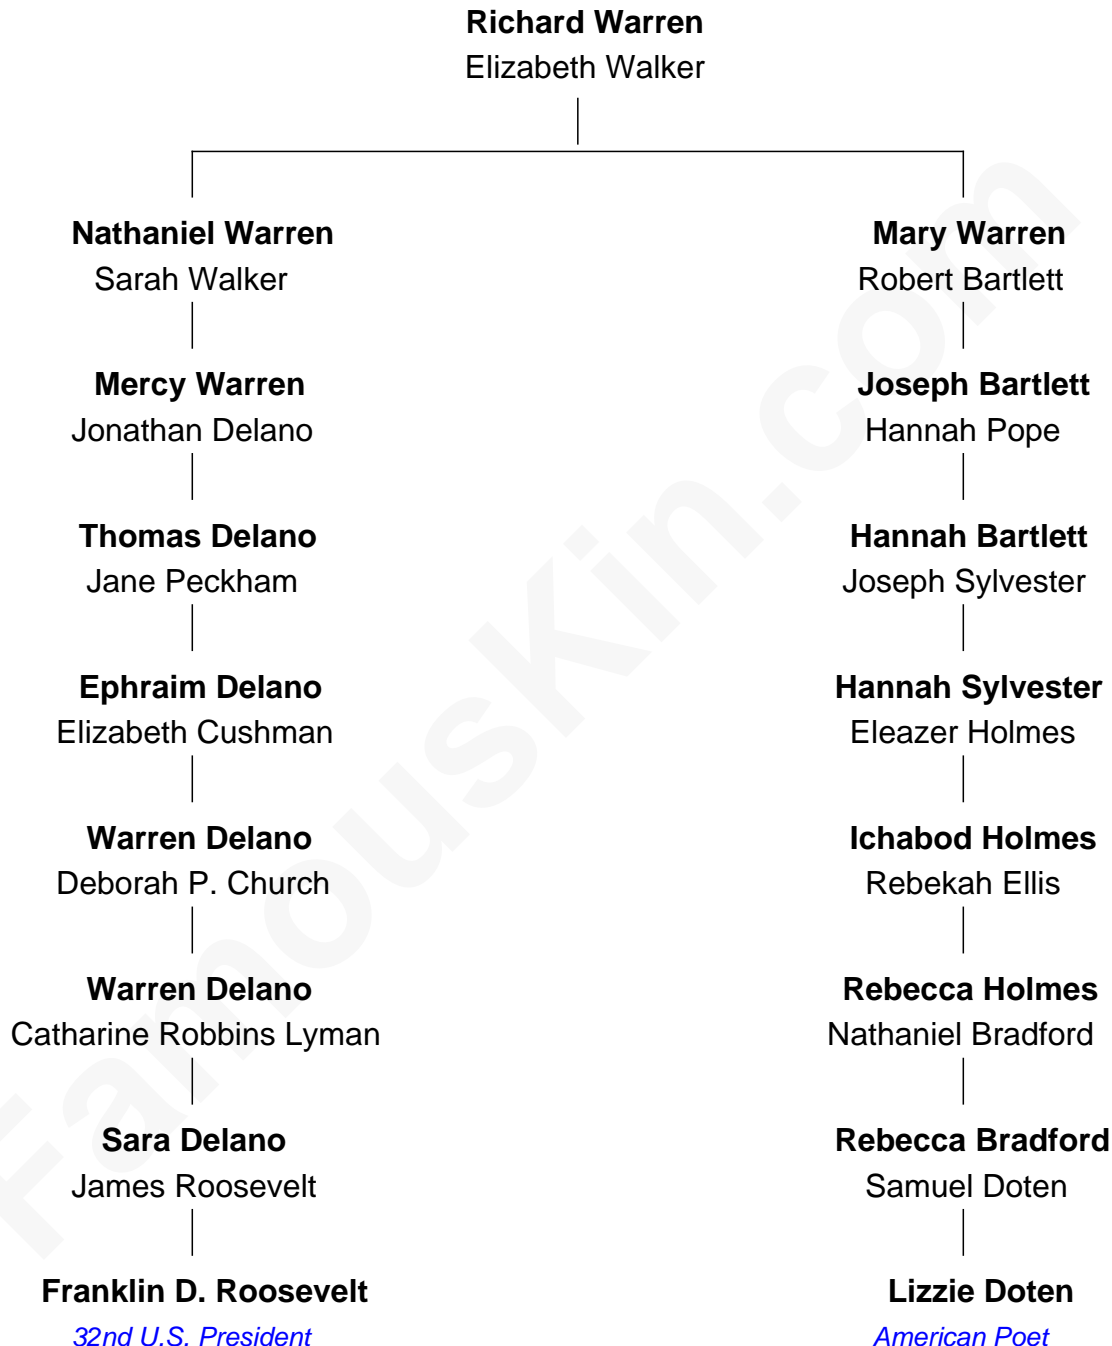 Richard Warren
Elizabeth Walker
Nathaniel Warren
Sarah Walker
Mercy Warren
Jonathan Delano
Thomas Delano
Jane Peckham
Ephraim Delano
Elizabeth Cushman
Warren Delano
Deborah P. Church
Warren Delano
Catharine Robbins Lyman
Sara Delano
James Roosevelt
Franklin D. Roosevelt
32nd U.S. President
Mary Warren
Robert Bartlett
Joseph Bartlett
Hannah Pope
Hannah Bartlett
Joseph Sylvester
Hannah Sylvester
Eleazer Holmes
Ichabod Holmes
Rebekah Ellis
Rebecca Holmes
Nathaniel Bradford
Rebecca Bradford
Samuel Doten
Lizzie Doten
American Poet
FamousKin.com